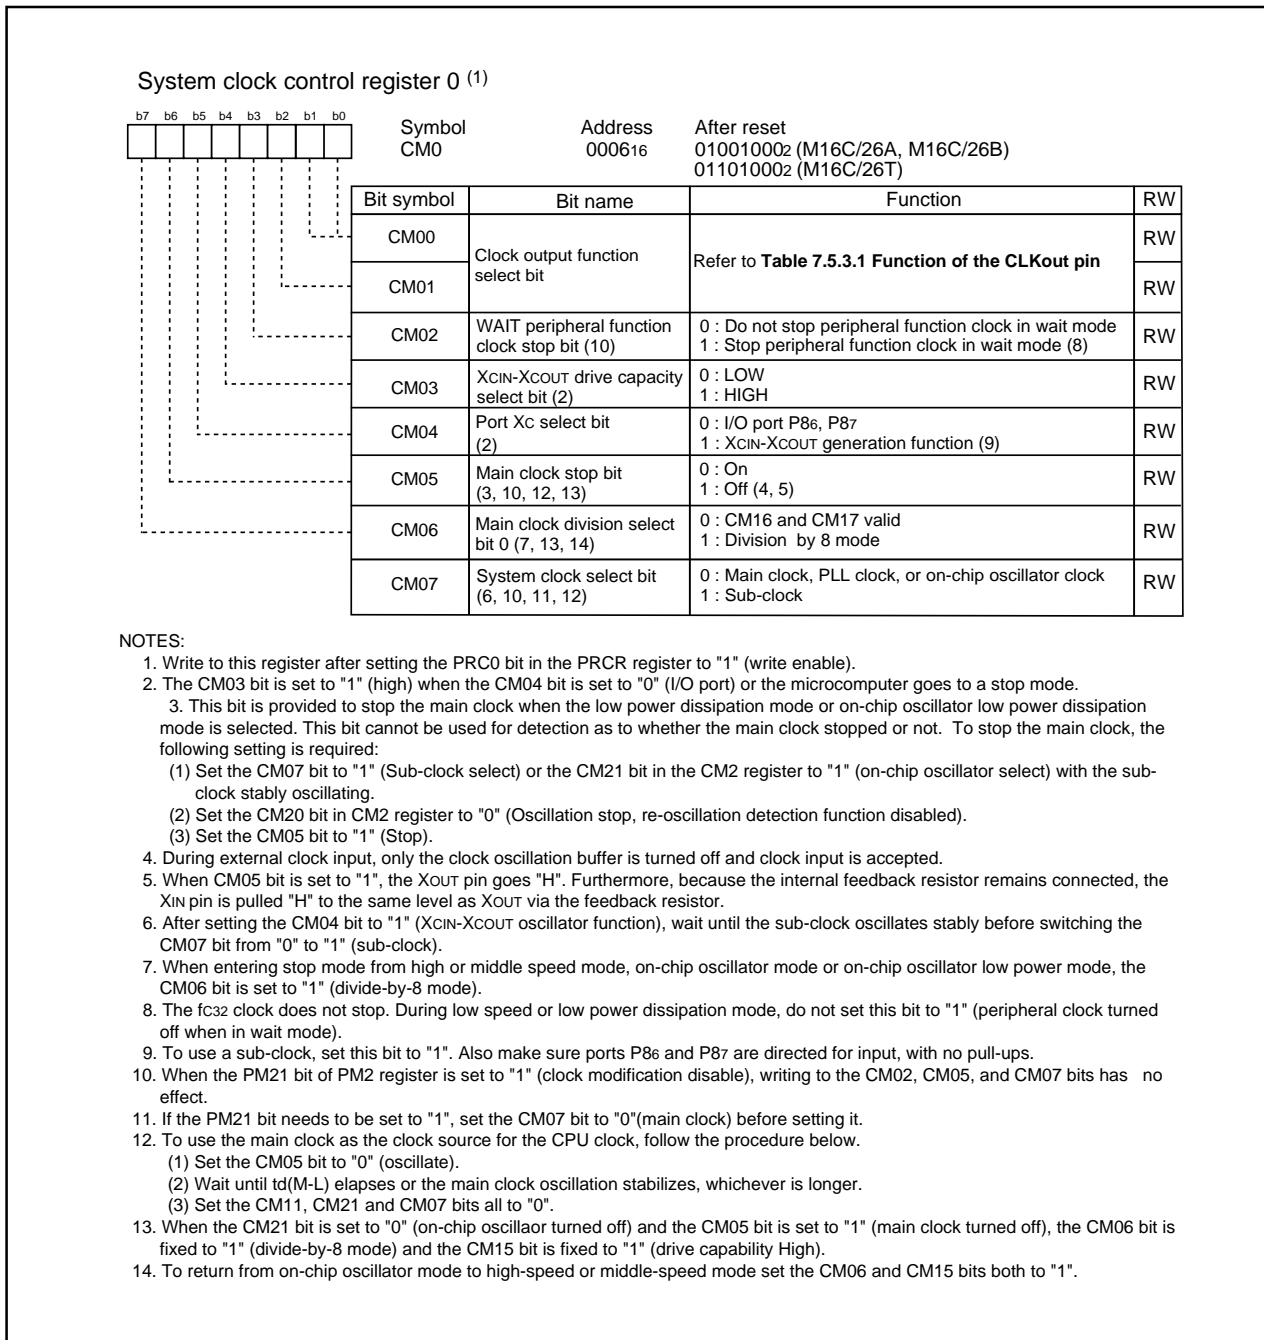 System clock control register 0 (1)
b7 b6 b5 b4 b3 b2 b1 b0
Symbol Address After reset
CM0 000616 010010002 (M16C/26A, M16C/26B)
011010002 (M16C/26T)
Bit symbol Bit name Function RW
CM00 Clock output function select bit Refer to Table 7.5.3.1 Function of the CLKout pin RW
CM01 RW
CM02 WAIT peripheral function 0 : Do not stop peripheral function clock in wait mode RW
clock stop bit (10) 1 : Stop peripheral function clock in wait mode (8)
CM03 XCIN-XCOUT drive capacity 0 : LOW RW
select bit (2) 1 : HIGH
CM04 Port XC select bit 0 : I/O port P86, P87 RW
(2) 1 : XCIN-XCOUT generation function (9)
CM05 Main clock stop bit 0 : On RW
(3, 10, 12, 13) 1 : Off (4, 5)
CM06 Main clock division select 0 : CM16 and CM17 valid RW
bit 0 (7, 13, 14) 1 : Division by 8 mode
CM07 System clock select bit 0 : Main clock, PLL clock, or on-chip oscillator clock RW
(6, 10, 11, 12) 1 : Sub-clock
NOTES:
1. Write to this register after setting the PRC0 bit in the PRCR register to "1" (write enable).
2. The CM03 bit is set to "1" (high) when the CM04 bit is set to "0" (I/O port) or the microcomputer goes to a stop mode.
3. This bit is provided to stop the main clock when the low power dissipation mode or on-chip oscillator low power dissipation
mode is selected. This bit cannot be used for detection as to whether the main clock stopped or not. To stop the main clock, the
following setting is required:
(1) Set the CM07 bit to "1" (Sub-clock select) or the CM21 bit in the CM2 register to "1" (on-chip oscillator select) with the sub-
clock stably oscillating.
(2) Set the CM20 bit in CM2 register to "0" (Oscillation stop, re-oscillation detection function disabled).
(3) Set the CM05 bit to "1" (Stop).
4. During external clock input, only the clock oscillation buffer is turned off and clock input is accepted.
5. When CM05 bit is set to "1", the XOUT pin goes "H". Furthermore, because the internal feedback resistor remains connected, the
XIN pin is pulled "H" to the same level as XOUT via the feedback resistor.
6. After setting the CM04 bit to "1" (XCIN-XCOUT oscillator function), wait until the sub-clock oscillates stably before switching the
CM07 bit from "0" to "1" (sub-clock).
7. When entering stop mode from high or middle speed mode, on-chip oscillator mode or on-chip oscillator low power mode, the
CM06 bit is set to "1" (divide-by-8 mode).
8. The fC32 clock does not stop. During low speed or low power dissipation mode, do not set this bit to "1" (peripheral clock turned
off when in wait mode).
9. To use a sub-clock, set this bit to "1". Also make sure ports P86 and P87 are directed for input, with no pull-ups.
10. When the PM21 bit of PM2 register is set to "1" (clock modification disable), writing to the CM02, CM05, and CM07 bits has no
effect.
11. If the PM21 bit needs to be set to "1", set the CM07 bit to "0"(main clock) before setting it.
12. To use the main clock as the clock source for the CPU clock, follow the procedure below.
(1) Set the CM05 bit to "0" (oscillate).
(2) Wait until td(M-L) elapses or the main clock oscillation stabilizes, whichever is longer.
(3) Set the CM11, CM21 and CM07 bits all to "0".
13. When the CM21 bit is set to "0" (on-chip oscillaor turned off) and the CM05 bit is set to "1" (main clock turned off), the CM06 bit is
fixed to "1" (divide-by-8 mode) and the CM15 bit is fixed to "1" (drive capability High).
14. To return from on-chip oscillator mode to high-speed or middle-speed mode set the CM06 and CM15 bits both to "1".